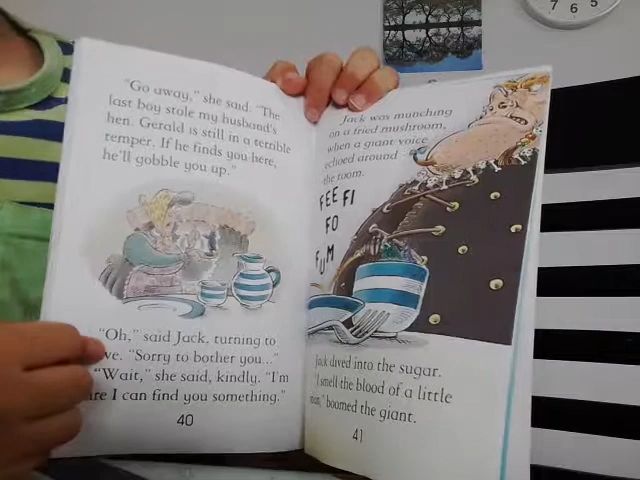 "Go away," she said. "The
last boy stole my husband's
hen. Gerald is still in a terrible
temper. If he finds you here,
he'll gobble you up."
"Oh," said Jack, turning to
"Sorry to bother you..."
"Wait," she said, kindly. "I'm
I can find you something."
40
Jack was munching
on a fried mushroom,
when a giant voice
echoed around
the room.
FEE FI
FO
FUM
Jack dived into the sugar.
"I smell the blood of a little
boomed the giant.
41
7 6 5